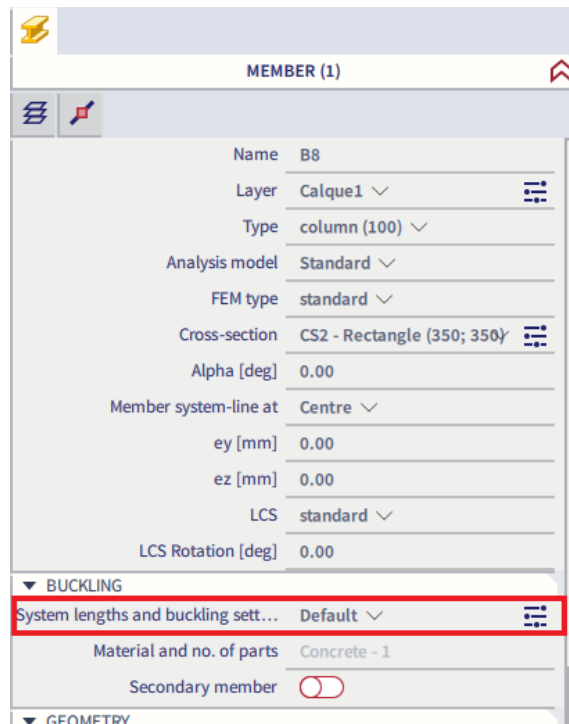 MEMBER (1)
Name B8
Layer Calque1
Type column (100)
Analysis model Standard
FEM type standard
Cross-section CS2 - Rectangle (350; 350)
Alpha [deg] 0.00
Member system-line at Centre
ey [mm] 0.00
ez [mm] 0.00
LCS standard
LCS Rotation [deg] 0.00
BUCKLING
System lengths and buckling sett... Default
Material and no. of parts Concrete - 1
Secondary member
GEOMETRY